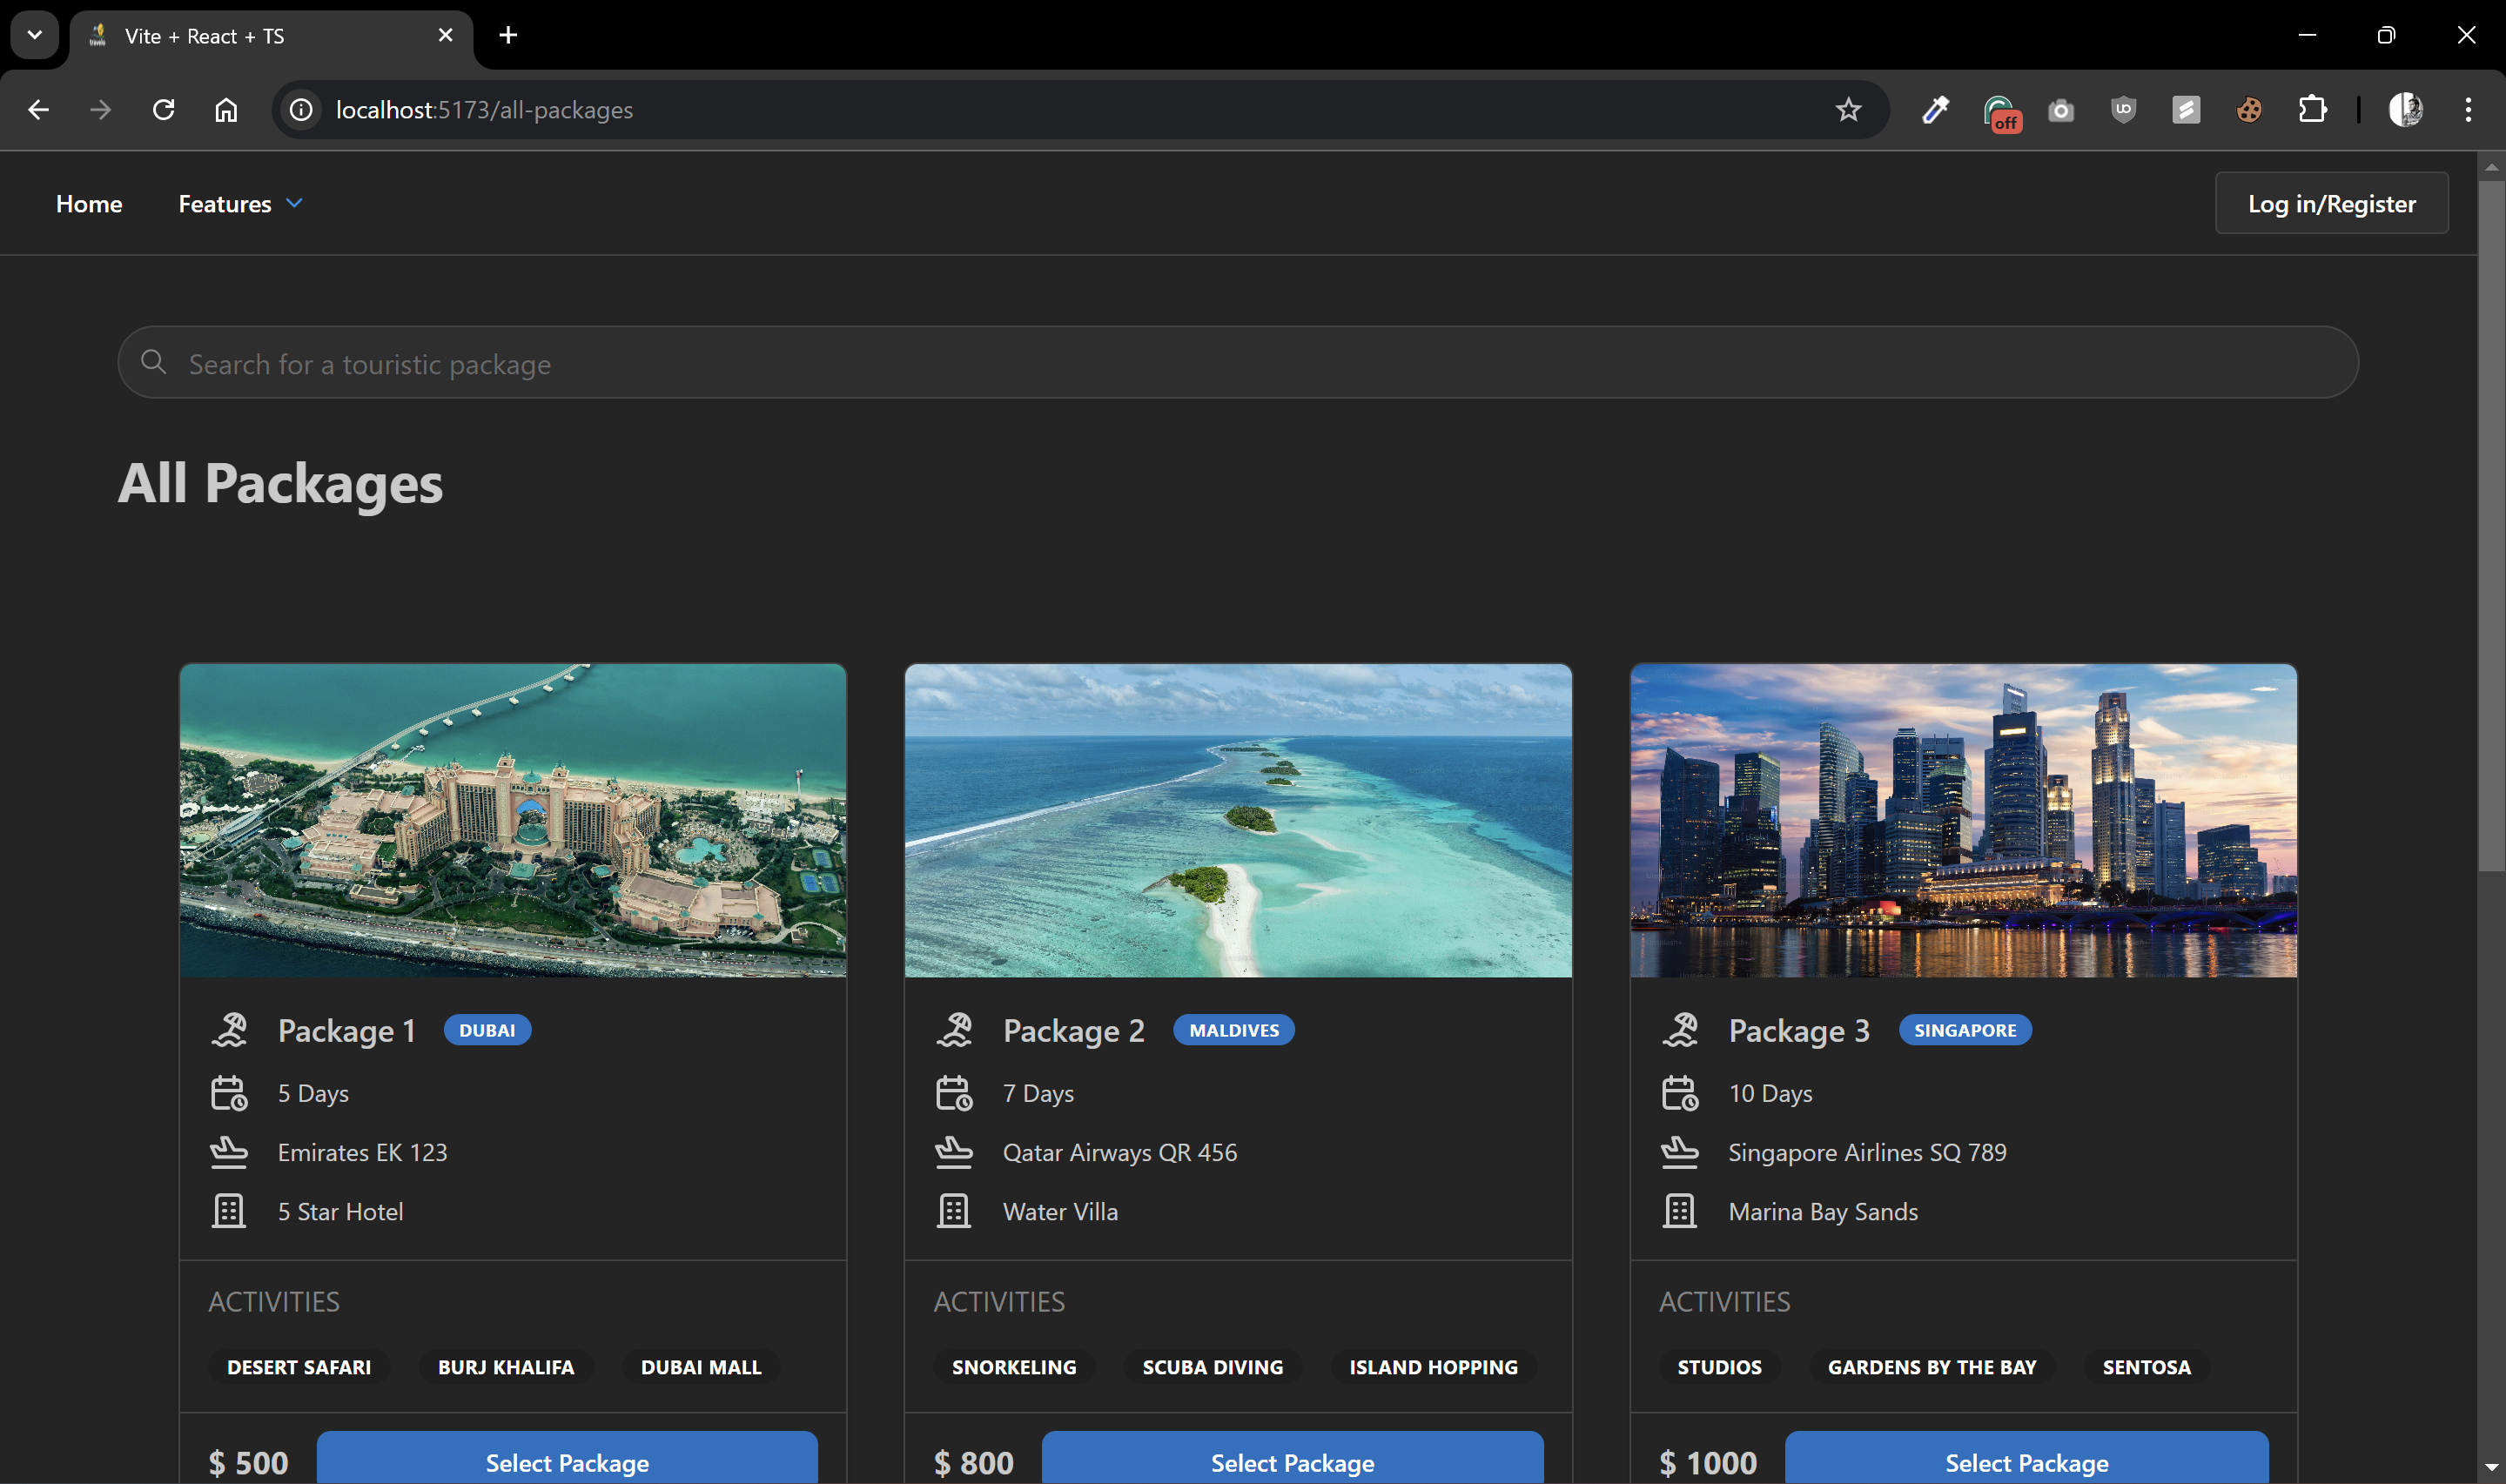 Vite + React + TS
localhost:5173/all-packages
off
Home Features
Log in/Register
Search for a touristic package
All Packages
Package 1 DUBAI
5 Days
Emirates EK 123
5 Star Hotel
ACTIVITIES
DESERT SAFARI BURJ KHALIFA DUBAI MALL
$ 500 Select Package
Package 2 MALDIVES
7 Days
Qatar Airways QR 456
Water Villa
ACTIVITIES
SNORKELING SCUBA DIVING ISLAND HOPPING
$ 800 Select Package
Package 3 SINGAPORE
10 Days
Singapore Airlines SQ 789
Marina Bay Sands
ACTIVITIES
STUDIOS GARDENS BY THE BAY SENTOSA
$ 1000 Select Package